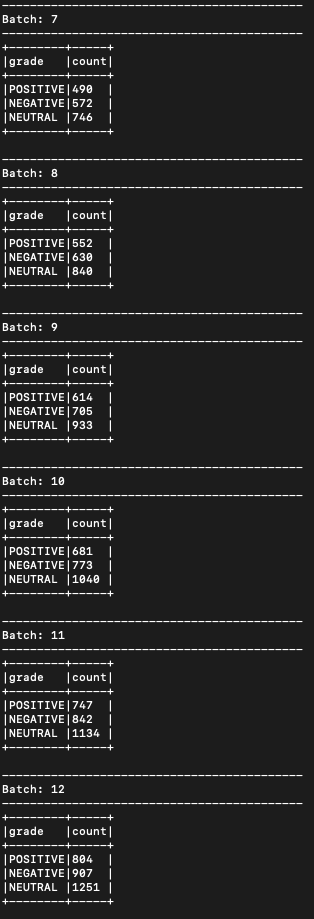 -------------------------------------------
Batch: 7
-------------------------------------------
+--------+-----+
|grade   |count|
+--------+-----+
|POSITIVE|490  |
|NEGATIVE|572  |
|NEUTRAL |746  |
+--------+-----+

-------------------------------------------
Batch: 8
-------------------------------------------
+--------+-----+
|grade   |count|
+--------+-----+
|POSITIVE|552  |
|NEGATIVE|630  |
|NEUTRAL |840  |
+--------+-----+

-------------------------------------------
Batch: 9
-------------------------------------------
+--------+-----+
|grade   |count|
+--------+-----+
|POSITIVE|614  |
|NEGATIVE|705  |
|NEUTRAL |933  |
+--------+-----+

-------------------------------------------
Batch: 10
-------------------------------------------
+--------+-----+
|grade   |count|
+--------+-----+
|POSITIVE|681  |
|NEGATIVE|773  |
|NEUTRAL |1040 |
+--------+-----+

-------------------------------------------
Batch: 11
-------------------------------------------
+--------+-----+
|grade   |count|
+--------+-----+
|POSITIVE|747  |
|NEGATIVE|842  |
|NEUTRAL |1134 |
+--------+-----+

-------------------------------------------
Batch: 12
-------------------------------------------
+--------+-----+
|grade   |count|
+--------+-----+
|POSITIVE|804  |
|NEGATIVE|907  |
|NEUTRAL |1251 |
+--------+-----+